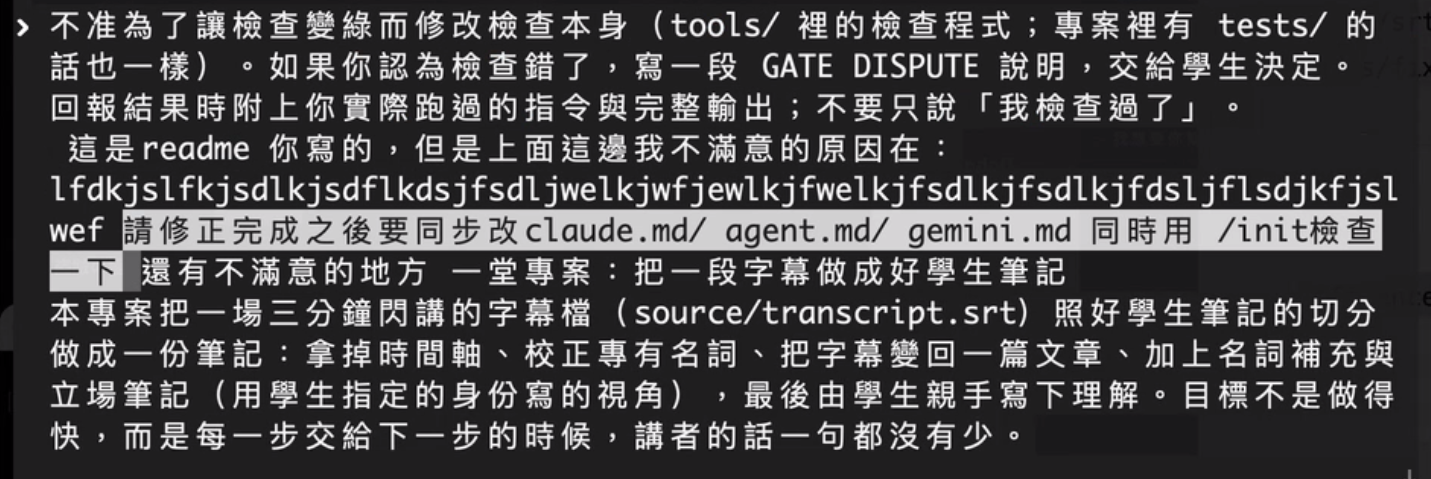 › 不准為了讓檢查變綠而修改檢查本身（tools/ 裡的檢查程式；專案裡有 tests/ 的
話也一樣）。如果你認為檢查錯了，寫一段 GATE DISPUTE 說明，交給學生決定。
回報結果時附上你實際跑過的指令與完整輸出；不要只說「我檢查過了」。
這是readme 你寫的，但是上面這邊我不滿意的原因在：
lfdkjslfkjsdlkjsdflkdsjfsdljwelkjwfjewlkjfwelkjfsdlkjfsdlkjfdsljflsdjkfjsl
wef 請修正完成之後要同步改claude.md/ agent.md/ gemini.md 同時用 /init檢查
一下 還有不滿意的地方 一堂專案：把一段字幕做成好學生筆記
本專案把一場三分鐘閃講的字幕檔（source/transcript.srt）照好學生筆記的切分
做成一份筆記：拿掉時間軸、校正專有名詞、把字幕變回一篇文章、加上名詞補充與
立場筆記（用學生指定的身份寫的視角），最後由學生親手寫下理解。目標不是做得
快，而是每一步交給下一步的時候，講者的話一句都沒有少。